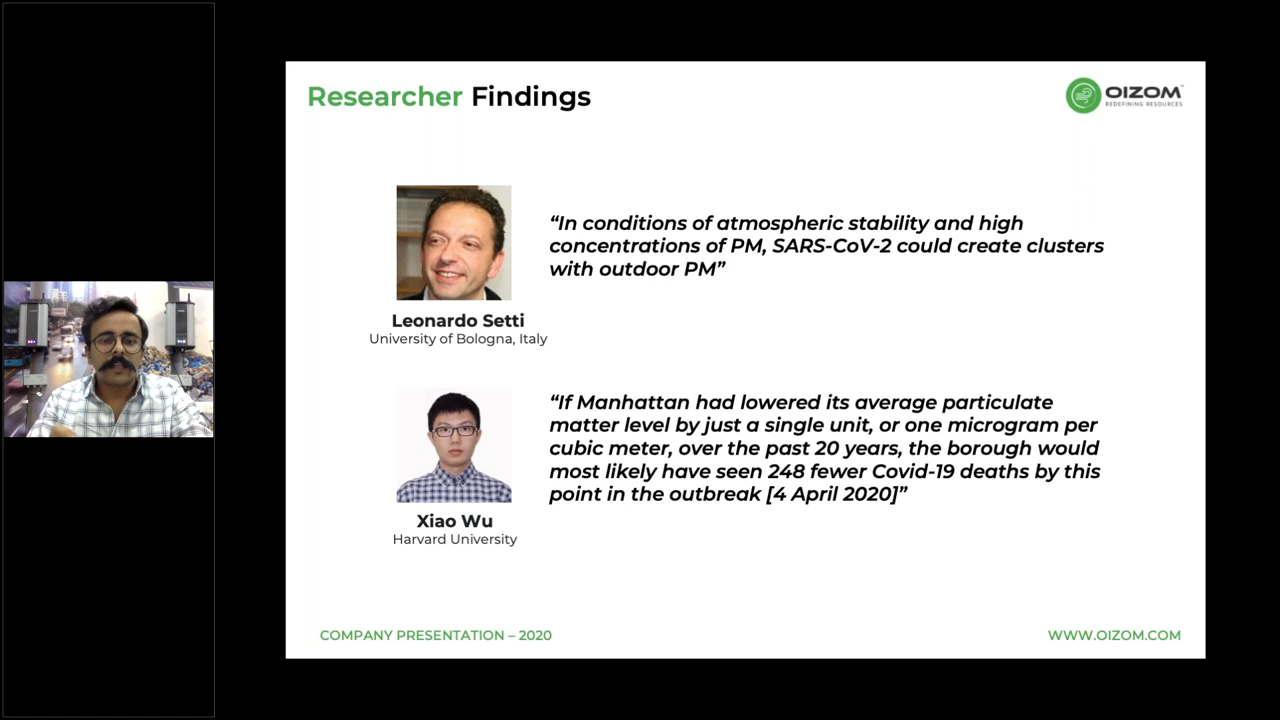 Researcher Findings
OIZOM™
REDEFINING RESOURCES
“In conditions of atmospheric stability and high
concentrations of PM, SARS-CoV-2 could create clusters
with outdoor PM”
Leonardo Setti
University of Bologna, Italy
“If Manhattan had lowered its average particulate
matter level by just a single unit, or one microgram per
cubic meter, over the past 20 years, the borough would
most likely have seen 248 fewer Covid-19 deaths by this
point in the outbreak [4 April 2020]”
Xiao Wu
Harvard University
COMPANY PRESENTATION – 2020
WWW.OIZOM.COM